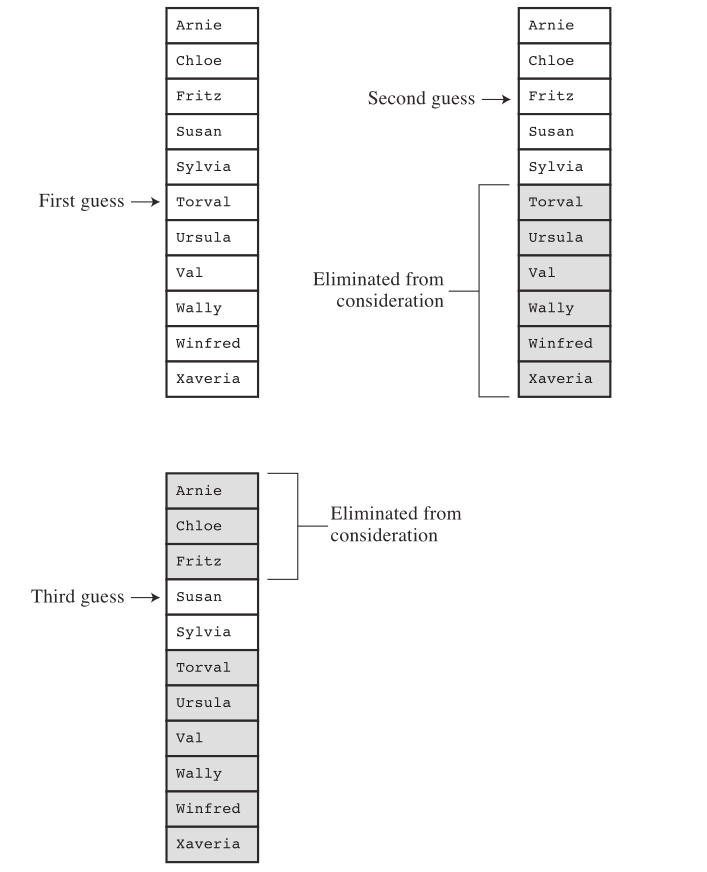 Arnie
Chloe
Fritz
Susan
Sylvia
First guess
Torval
Ursula
Val
Wally
Winfred
Xaveria
Arnie
Chloe
Second guess
Fritz
Susan
Sylvia
Torval
Ursula
Eliminated from
consideration
Val
Wally
Winfred
Xaveria
Arnie
Chloe
Fritz
Eliminated from
consideration
Third guess
Susan
Sylvia
Torval
Ursula
Val
Wally
Winfred
Xaveria